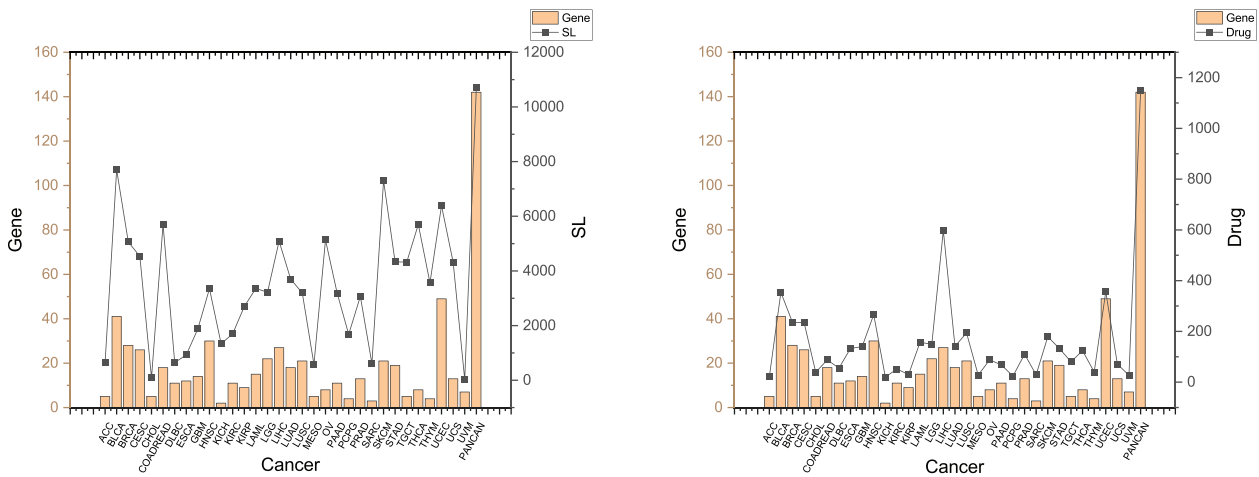 Gene
SL
160
140
120
100
80
60
40
20
0
Gene
12000
10000
8000
6000
4000
2000
0
SL
ACC
BLCA
BRCA
CESC
CHOL
COADREAD
DLBC
ESCA
GBM
HNSC
KICH
KIRC
KIRP
LAML
LGG
LIHC
LUAD
LUSC
MESO
OV
PAAD
PCPG
PRAD
SARC
SKCM
STAD
TGCT
THCA
THYM
UCEC
UCS
UVM
PANCAN
Cancer
Gene
Drug
160
140
120
100
80
60
40
20
0
Gene
1200
1000
800
600
400
200
0
Drug
ACC
BLCA
BRCA
CESC
CHOL
COADREAD
DLBC
ESCA
GBM
HNSC
KICH
KIRC
KIRP
LAML
LGG
LIHC
LUAD
LUSC
MESO
OV
PAAD
PCPG
PRAD
SARC
SKCM
STAD
TGCT
THCA
THYM
UCEC
UCS
UVM
PANCAN
Cancer